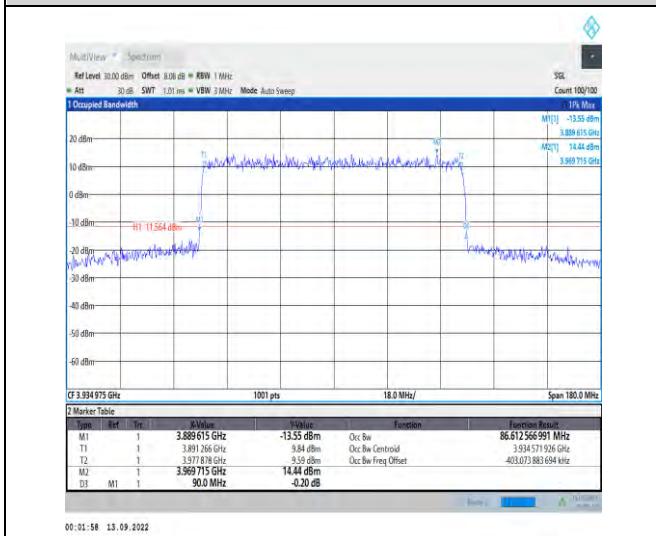 MultiView Spectrum
Ref Level 30.00 dBm Offset 8.08 dB RBW 1 MHz SGL
Att 30 dB SWT 1.01 ms VBW 3 MHz Mode Auto Sweep Count 100/100
1 Occupied Bandwidth 1Pk Max
M1[1] -13.55 dBm
3.889 615 GHz
M2[1] 14.44 dBm
3.969 715 GHz
20 dBm
M2
T1 T2
10 dBm
0 dBm
-10 dBm
M1 D3
H1 -11.564 dBm
-20 dBm
-30 dBm
-40 dBm
-50 dBm
-60 dBm
CF 3.934 975 GHz 1001 pts 18.0 MHz/ Span 180.0 MHz
2 Marker Table
Type Ref Trc X-Value Y-Value Function Function Result
M1 1 3.889 615 GHz -13.55 dBm Occ Bw 86.612 566 991 MHz
T1 1 3.891 266 GHz 9.84 dBm Occ Bw Centroid 3.934 571 926 GHz
T2 1 3.977 878 GHz 9.59 dBm Occ Bw Freq Offset -403.073 883 694 kHz
M2 1 3.969 715 GHz 14.44 dBm
D3 M1 1 90.0 MHz -0.20 dB
00:01:58 13.09.2022